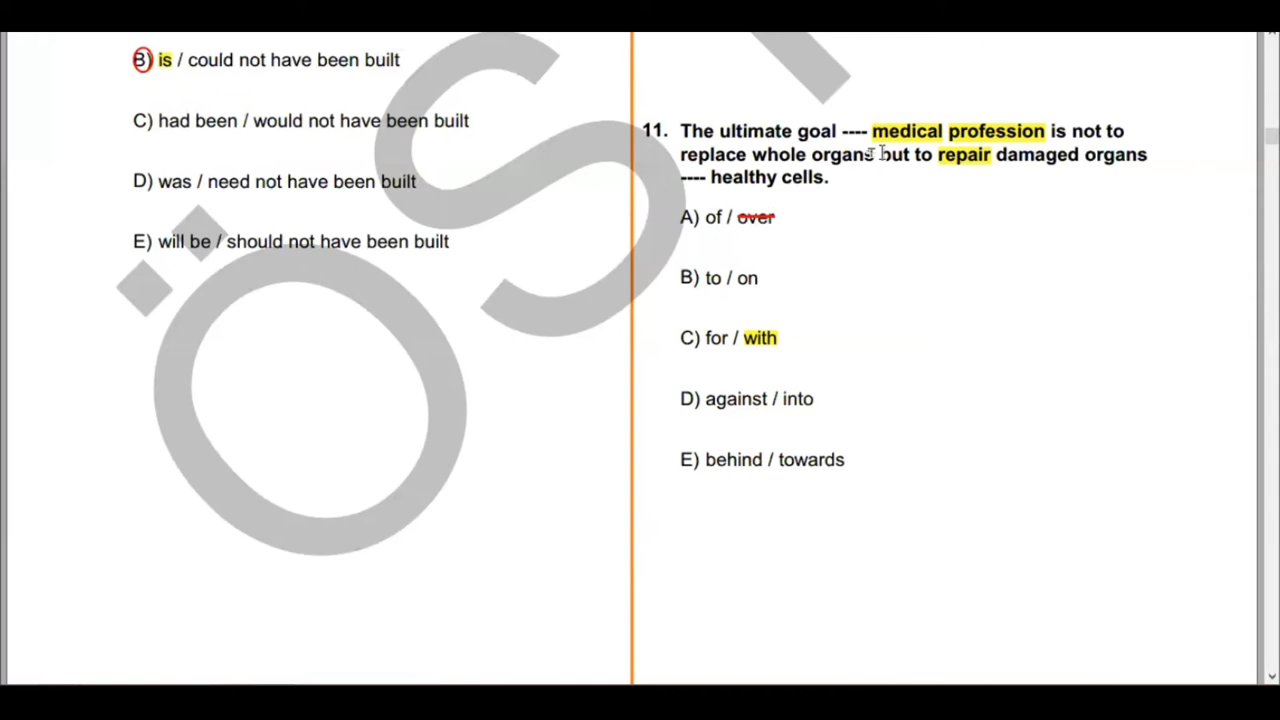 B) is / could not have been built
C) had been / would not have been built
D) was / need not have been built
E) will be / should not have been built
11. The ultimate goal ---- medical profession is not to
replace whole organs but to repair damaged organs
---- healthy cells.
A) of / over
B) to / on
C) for / with
D) against / into
E) behind / towards